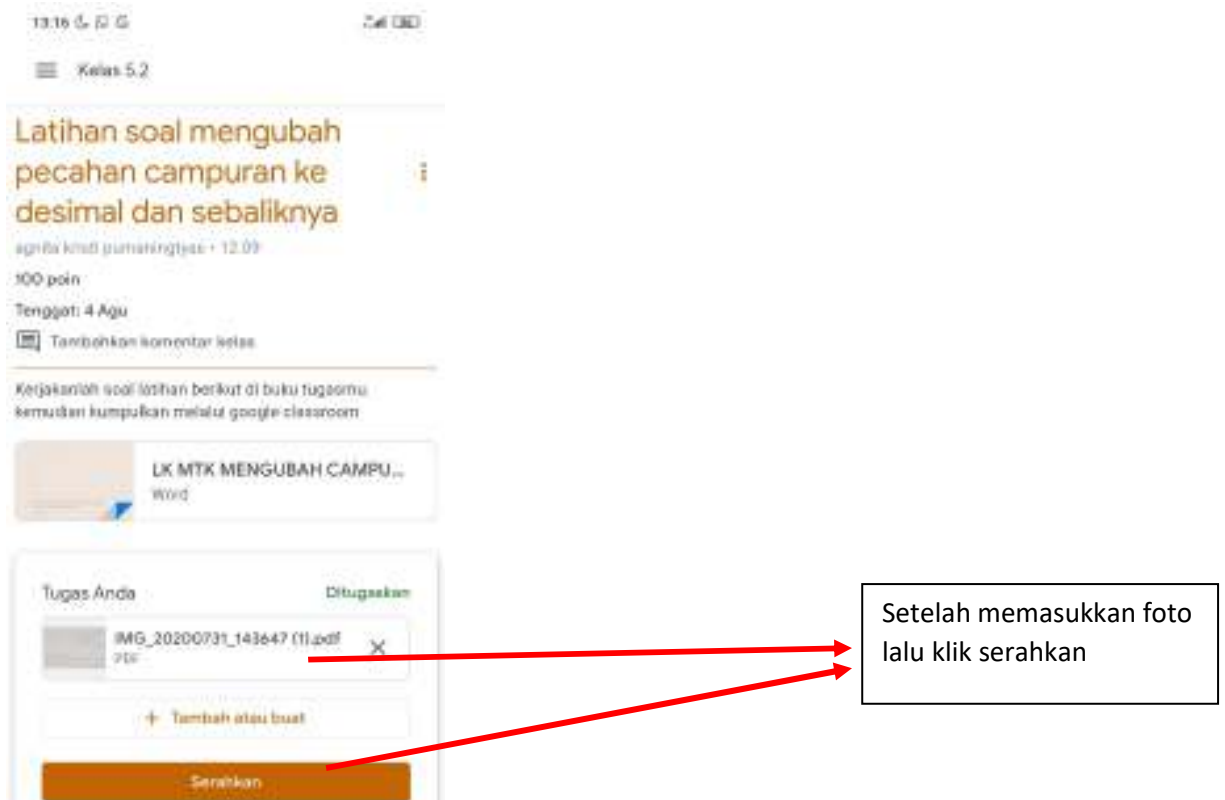 13:16
Kelas 5.2
Latihan soal mengubah
pecahan campuran ke
desimal dan sebaliknya
agnita kristi purnaningtyas • 12.09
100 poin
Tenggat: 4 Agu
Tambahkan komentar kelas
Kerjakanlah soal latihan berikut di buku tugasmu
kemudian kumpulkan melalui google classroom
LK MTK MENGUBAH CAMPU...
Word
Tugas Anda
Ditugaskan
IMG_20200731_143647 (1).pdf
PDF
+ Tambah atau buat
Serahkan
Setelah memasukkan foto
lalu klik serahkan